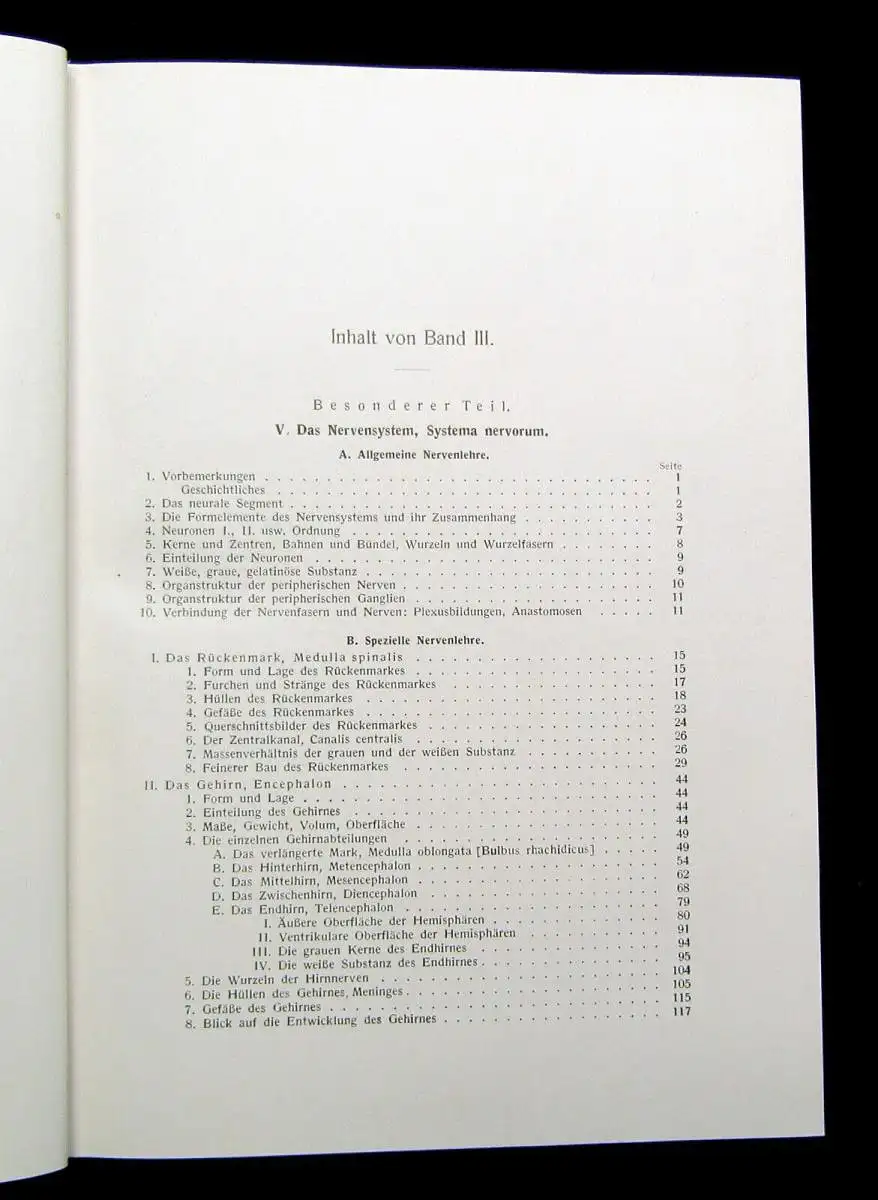 Inhalt von Band III.
Besonderer Teil.
V. Das Nervensystem, Systema nervorum.
A. Allgemeine Nervenlehre.
Seite
1. Vorbemerkungen . . . . . . . . . . 1
Geschichtliches . . . . . . . . . . 1
2. Das neurale Segment . . . . . . . . . . 2
3. Die Formelemente des Nervensystems und ihr Zusammenhang . . . . . . . . 3
4. Neuronen I., II. usw. Ordnung . . . . . . . . . . 7
5. Kerne und Zentren, Bahnen und Bündel, Wurzeln und Wurzelfasern . . . . . . 8
6. Einteilung der Neuronen . . . . . . . . . . 9
7. Weiße, graue, gelatinöse Substanz . . . . . . . . . . 9
8. Organstruktur der peripherischen Nerven . . . . . . . . . . 10
9. Organstruktur der peripherischen Ganglien . . . . . . . . . . 11
10. Verbindung der Nervenfasern und Nerven: Plexusbildungen, Anastomosen . . . . . 11
B. Spezielle Nervenlehre.
I. Das Rückenmark, Medulla spinalis . . . . . . . . . . 15
1. Form und Lage des Rückenmarkes . . . . . . . . . . 15
2. Furchen und Stränge des Rückenmarkes . . . . . . . . . . 17
3. Hüllen des Rückenmarkes . . . . . . . . . . 18
4. Gefäße des Rückenmarkes . . . . . . . . . . 23
5. Querschnittsbilder des Rückenmarkes . . . . . . . . . . 24
6. Der Zentralkanal, Canalis centralis . . . . . . . . . . 26
7. Massenverhältnis der grauen und der weißen Substanz . . . . . . . . 26
8. Feinerer Bau des Rückenmarkes . . . . . . . . . . 29
II. Das Gehirn, Encephalon . . . . . . . . . . 44
1. Form und Lage . . . . . . . . . . 44
2. Einteilung des Gehirnes . . . . . . . . . . 44
3. Maße, Gewicht, Volum, Oberfläche . . . . . . . . . . 44
4. Die einzelnen Gehirnabteilungen . . . . . . . . . . 49
A. Das verlängerte Mark, Medulla oblongata [Bulbus rhachidicus] . . . . . 49
B. Das Hinterhirn, Metencephalon . . . . . . . . . . 54
C. Das Mittelhirn, Mesencephalon . . . . . . . . . . 62
D. Das Zwischenhirn, Diencephalon . . . . . . . . . . 68
E. Das Endhirn, Telencephalon . . . . . . . . . . 79
I. Äußere Oberfläche der Hemisphären . . . . . . . . . . 80
II. Ventrikulare Oberfläche der Hemisphären . . . . . . . . 91
III. Die grauen Kerne des Endhirnes . . . . . . . . . . 94
IV. Die weiße Substanz des Endhirnes . . . . . . . . . . 95
5. Die Wurzeln der Hirnnerven . . . . . . . . . . 104
6. Die Hüllen des Gehirnes, Meninges . . . . . . . . . . 105
7. Gefäße des Gehirnes . . . . . . . . . . 115
8. Blick auf die Entwicklung des Gehirnes . . . . . . . . . . 117